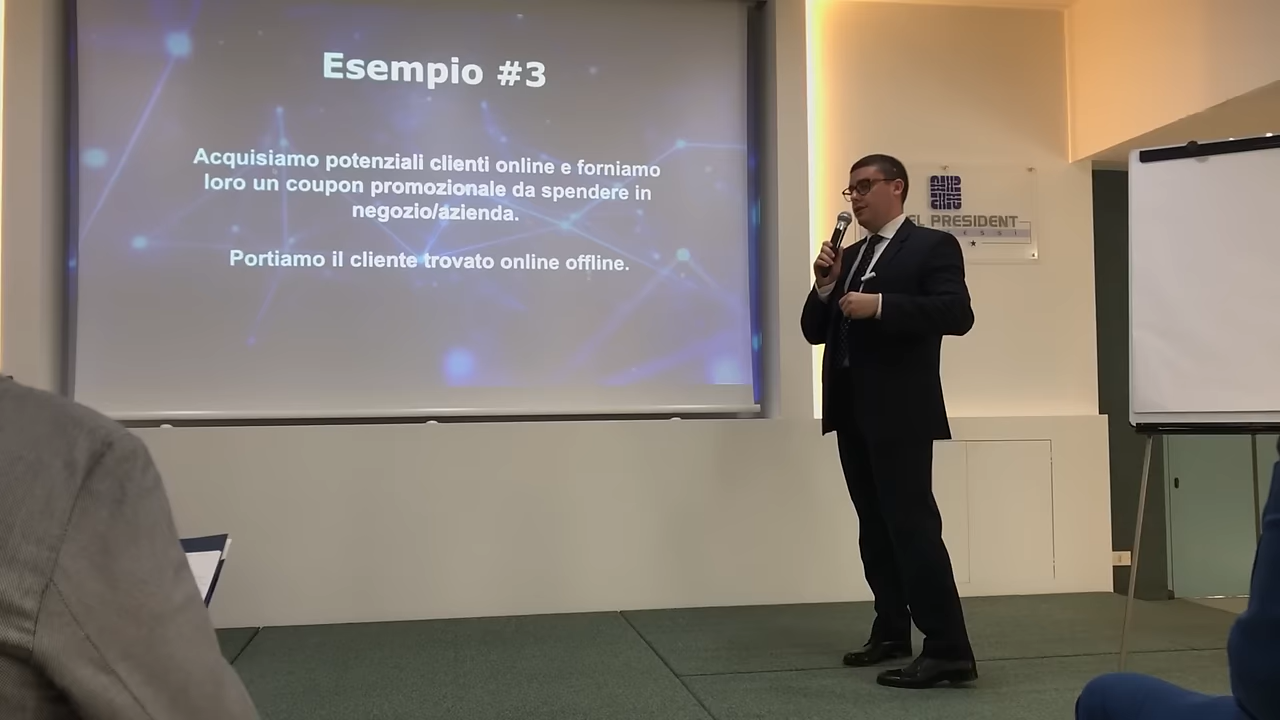 Esempio #3
Acquisiamo potenziali clienti online e forniamo
loro un coupon promozionale da spendere in
negozio/azienda.
Portiamo il cliente trovato online offline.
EL PRESIDENT